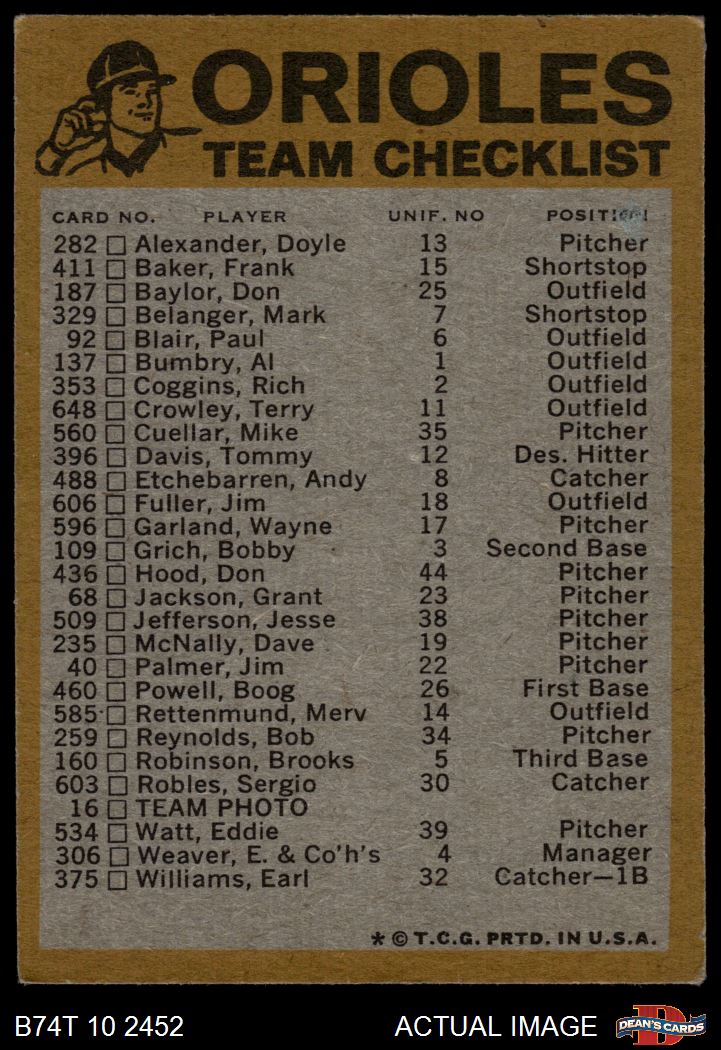 ORIOLES
TEAM CHECKLIST
CARD NO. PLAYER UNIF. NO POSITION
282 Alexander, Doyle 13 Pitcher
411 Baker, Frank 15 Shortstop
187 Baylor, Don 25 Outfield
329 Belanger, Mark 7 Shortstop
92 Blair, Paul 6 Outfield
137 Bumbry, Al 1 Outfield
353 Coggins, Rich 2 Outfield
648 Crowley, Terry 11 Outfield
560 Cuellar, Mike 35 Pitcher
396 Davis, Tommy 12 Des. Hitter
488 Etchebarren, Andy 8 Catcher
606 Fuller, Jim 18 Outfield
596 Garland, Wayne 17 Pitcher
109 Grich, Bobby 3 Second Base
436 Hood, Don 44 Pitcher
68 Jackson, Grant 23 Pitcher
509 Jefferson, Jesse 38 Pitcher
235 McNally, Dave 19 Pitcher
40 Palmer, Jim 22 Pitcher
460 Powell, Boog 26 First Base
585 Rettenmund, Merv 14 Outfield
259 Reynolds, Bob 34 Pitcher
160 Robinson, Brooks 5 Third Base
603 Robles, Sergio 30 Catcher
16 TEAM PHOTO
534 Watt, Eddie 39 Pitcher
306 Weaver, E. & Co'h's 4 Manager
375 Williams, Earl 32 Catcher—1B
* © T.C.G. PRTD. IN U.S.A.
B74T 10 2452 ACTUAL IMAGE DEAN'S CARDS